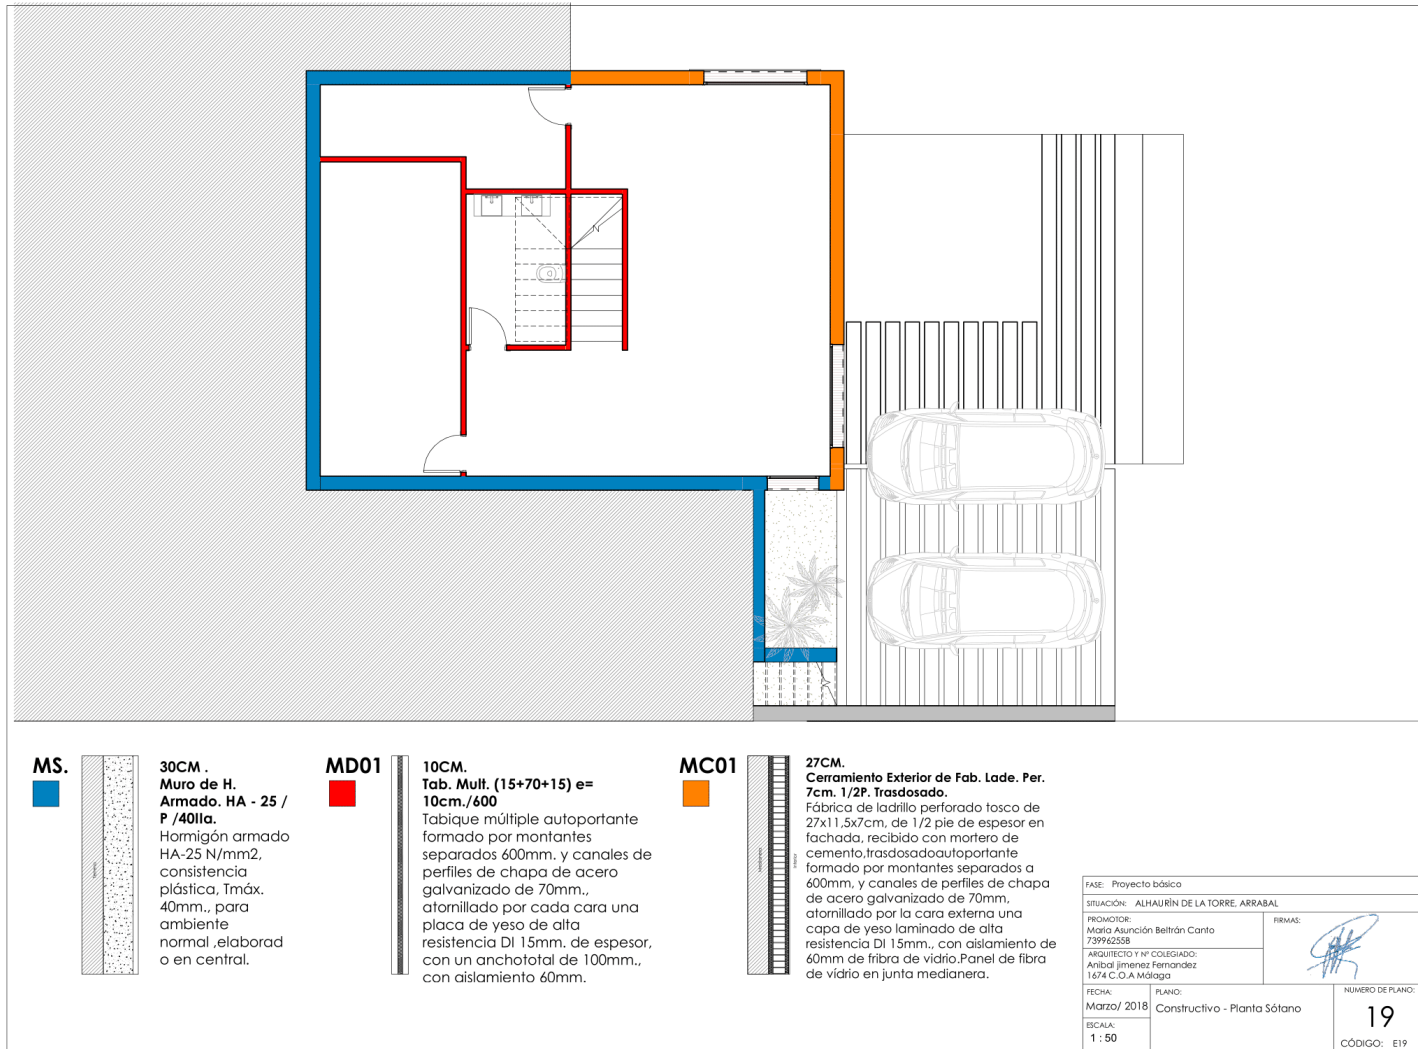 MS.
30CM .
Muro de H.
Armado. HA - 25 /
P /40IIa.
Hormigón armado
HA-25 N/mm2,
consistencia
plástica, Tmáx.
40mm., para
ambiente
normal ,elaborad
o en central.
MD01
10CM.
Tab. Mult. (15+70+15) e=
10cm./600
Tabique múltiple autoportante
formado por montantes
separados 600mm. y canales de
perfiles de chapa de acero
galvanizado de 70mm.,
atornillado por cada cara una
placa de yeso de alta
resistencia DI 15mm. de espesor,
con un anchototal de 100mm.,
con aislamiento 60mm.
MC01
27CM.
Cerramiento Exterior de Fab. Lade. Per.
7cm. 1/2P. Trasdosado.
Fábrica de ladrillo perforado tosco de
27x11,5x7cm, de 1/2 pie de espesor en
fachada, recibido con mortero de
cemento,trasdosadoautoportante
formado por montantes separados a
600mm, y canales de perfiles de chapa
de acero galvanizado de 70mm,
atornillado por la cara externa una
capa de yeso laminado de alta
resistencia DI 15mm., con aislamiento de
60mm de fribra de vidrio.Panel de fibra
de vídrio en junta medianera.
FASE: Proyecto básico
SITUACIÓN: ALHAURÌN DE LA TORRE, ARRABAL
PROMOTOR:
Maria Asunción Beltrán Canto
73996255B
FIRMAS:
ARQUITECTO Y Nº COLEGIADO:
Anibal jimenez Fernandez
1674 C.O.A Málaga
FECHA:
Marzo/ 2018
PLANO:
Constructivo - Planta Sótano
NUMERO DE PLANO:
19
ESCALA:
1 : 50
CÓDIGO: E19